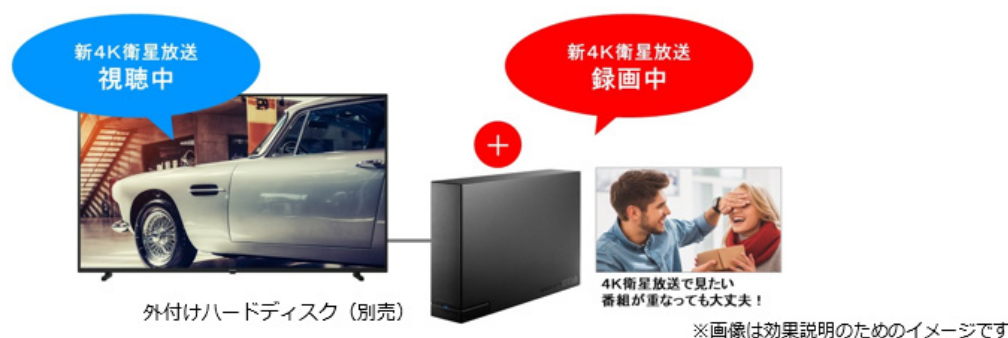 新4K衛星放送
視聴中
新4K衛星放送
録画中
外付けハードディスク（別売）
4K衛星放送で見たい
番組が重なっても大丈夫！
※画像は効果説明のためのイメージです